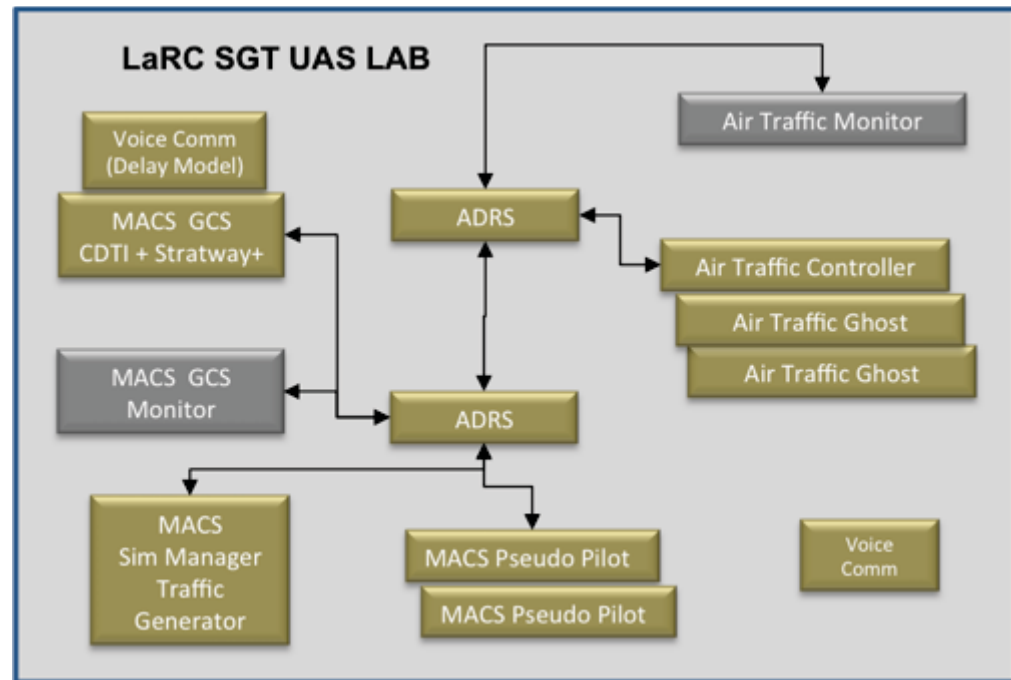 LaRC SGT UAS LAB
Air Traffic Monitor
Voice Comm
(Delay Model)
MACS  GCS
CDTI + Stratway+
ADRS
Air Traffic Controller
Air Traffic Ghost
Air Traffic Ghost
MACS  GCS
Monitor
ADRS
MACS
Sim Manager
Traffic
Generator
MACS Pseudo Pilot
MACS Pseudo Pilot
Voice
Comm